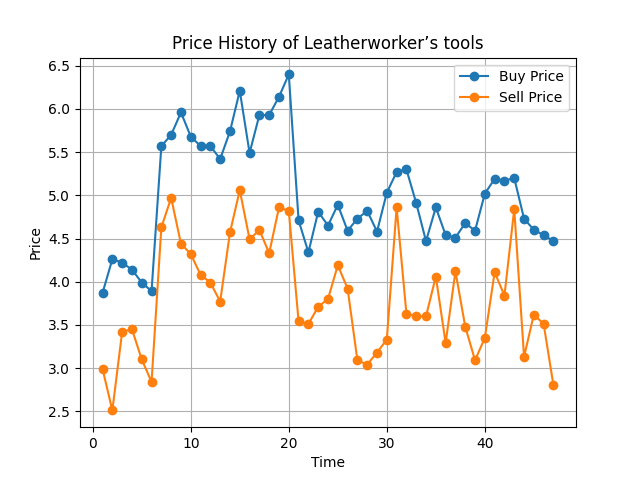 Price History of Leatherworker’s tools
Buy Price
Sell Price
6.5
6.0
5.5
5.0
4.5
4.0
3.5
3.0
2.5
Price
0 10 20 30 40
Time